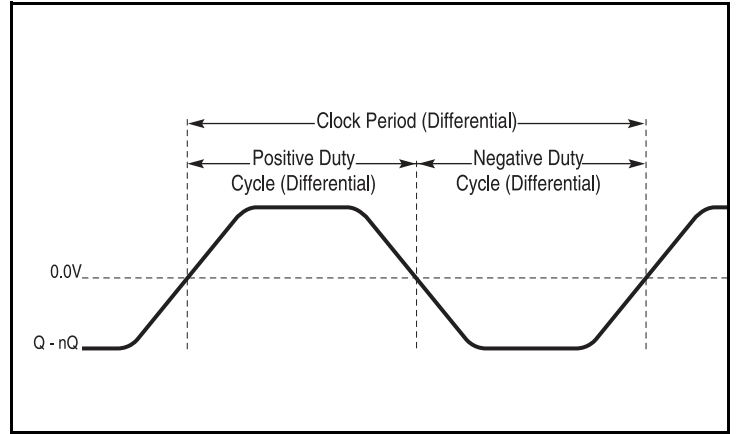 Clock Period (Differential)
Positive Duty
Cycle (Differential)
Negative Duty
Cycle (Differential)
0.0V
Q - nQ